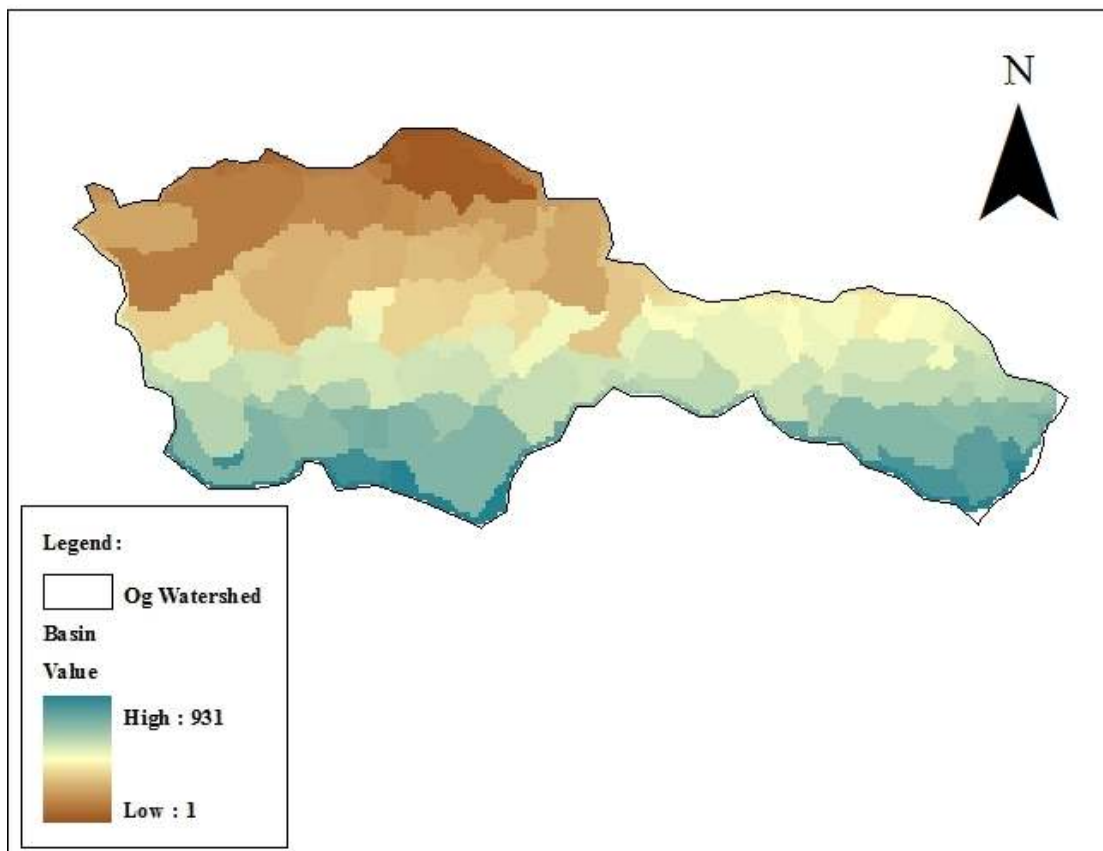 N
Legend :
Og Watershed
Basin
Value
High : 931
Low : 1